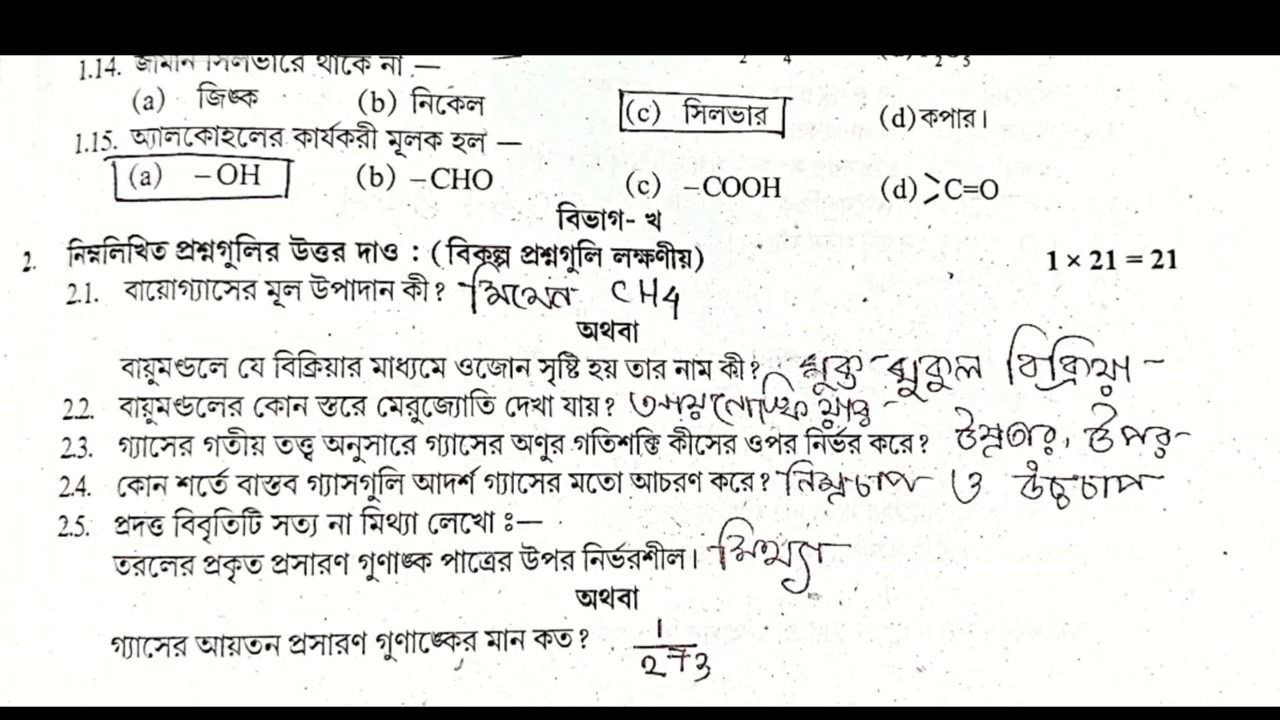 1.14. জার্মান সিলভারে থাকে না —
(a) জিঙ্ক (b) নিকেল (c) সিলভার (d) কপার।
1.15. অ্যালকোহলের কার্যকরী মূলক হল —
(a) –OH (b) –CHO (c) –COOH (d) >C=O
বিভাগ- খ
2. নিম্নলিখিত প্রশ্নগুলির উত্তর দাও : (বিকল্প প্রশ্নগুলি লক্ষণীয়) 1 × 21 = 21
2.1. বায়োগ্যাসের মূল উপাদান কী? মিথেন CH4
অথবা
বায়ুমণ্ডলে যে বিক্রিয়ার মাধ্যমে ওজোন সৃষ্টি হয় তার নাম কী? বিক্রিয়া –
2.2. বায়ুমণ্ডলের কোন স্তরে মেরুজ্যোতি দেখা যায়?
2.3. গ্যাসের গতীয় তত্ত্ব অনুসারে গ্যাসের অণুর গতিশক্তি কীসের ওপর নির্ভর করে? উষ্ণতার, উপর–
2.4. কোন শর্তে বাস্তব গ্যাসগুলি আদর্শ গ্যাসের মতো আচরণ করে? নিম্নচাপ ও উচ্চচাপ
2.5. প্রদত্ত বিবৃতিটি সত্য না মিথ্যা লেখো ঃ—
তরলের প্রকৃত প্রসারণ গুণাঙ্ক পাত্রের উপর নির্ভরশীল। মিথ্যা
অথবা
গ্যাসের আয়তন প্রসারণ গুণাঙ্কের মান কত? 1/273